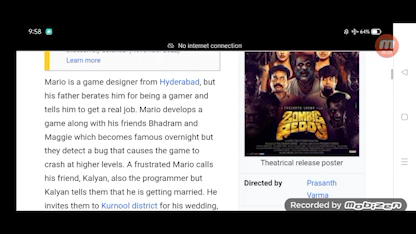 9:58
64%
No internet connection
Learn more
Mario is a game designer from Hyderabad, but
his father berates him for being a gamer and
tells him to get a real job. Mario develops a
game along with his friends Bhadram and
Maggie which becomes famous overnight but
they detect a bug that causes the game to
crash at higher levels. A frustrated Mario calls
his friend, Kalyan, also the programmer but
Kalyan tells them that he is getting married. He
invites them to Kurnool district for his wedding,
A PRASANTH VARMA
ZOMBIE
REDDY
Theatrical release poster
Directed by Prasanth
Varma
Recorded by Mobizen